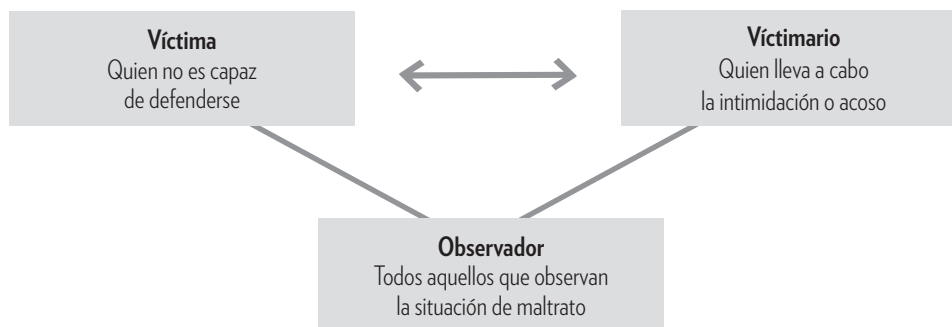 Víctima
Quien no es capaz
de defenderse
Víctimario
Quien lleva a cabo
la intimidación o acoso
Observador
Todos aquellos que observan
la situación de maltrato